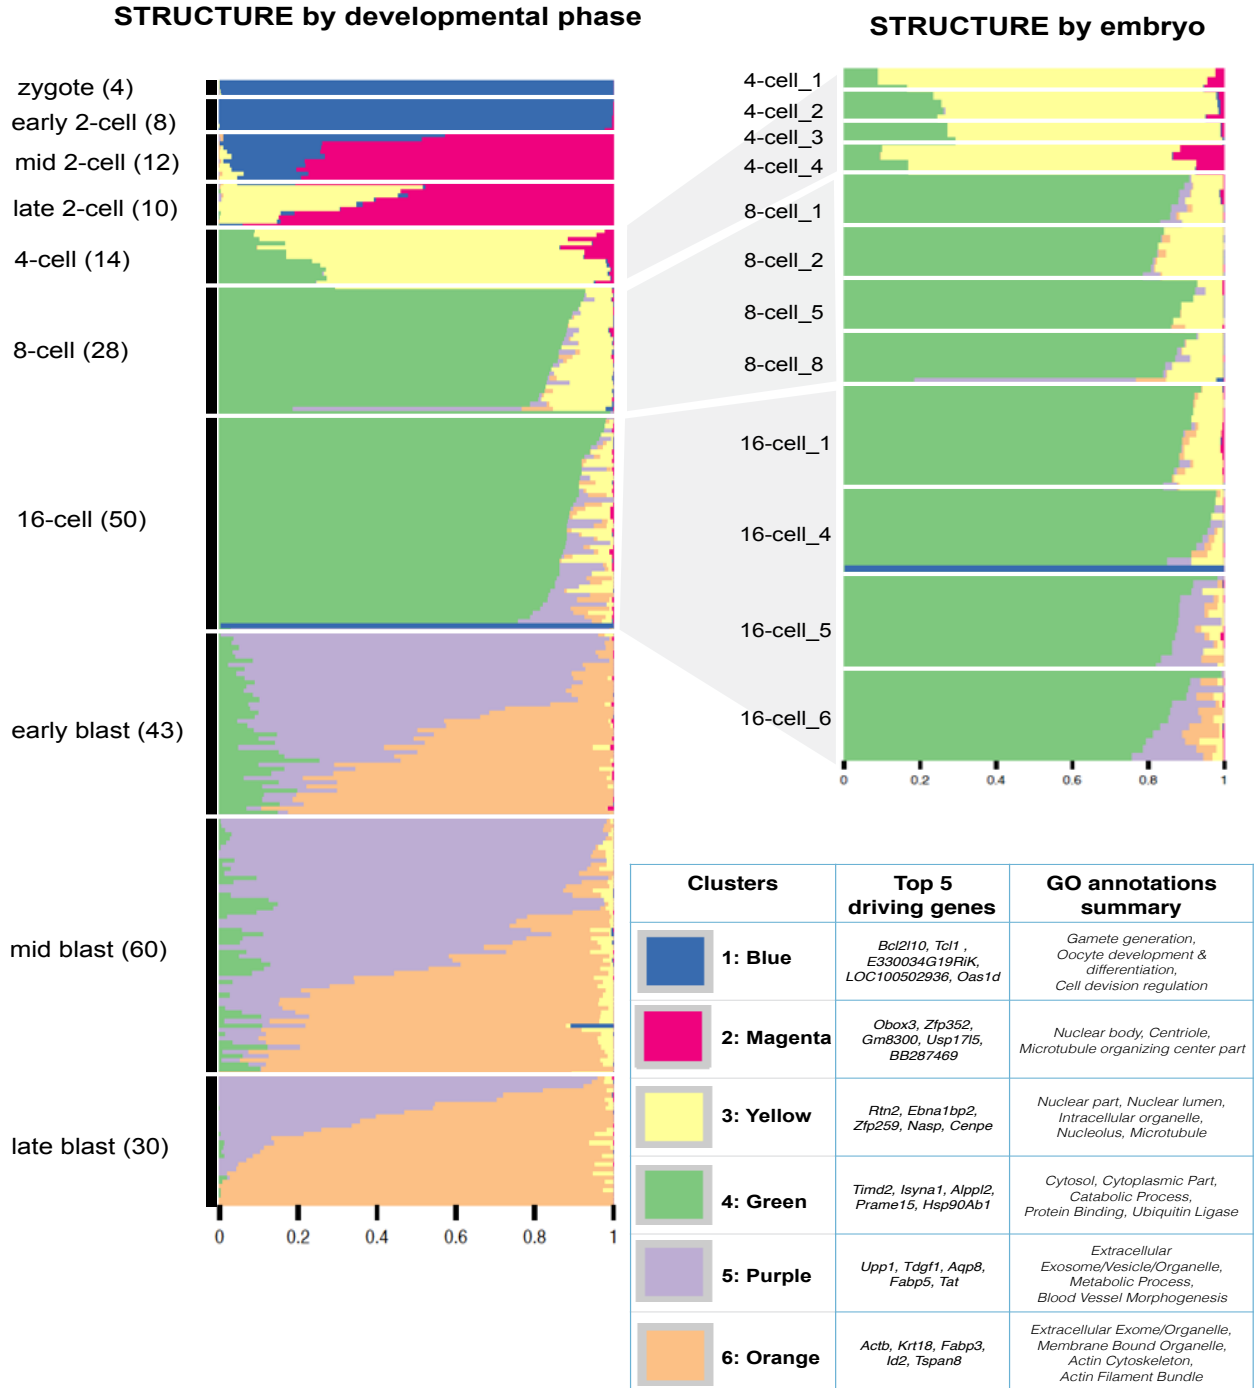 STRUCTURE by developmental phase
zygote (4)
early 2-cell (8)
mid 2-cell (12)
late 2-cell (10)
4-cell (14)
8-cell (28)
16-cell (50)
early blast (43)
mid blast (60)
late blast (30)
0 0.2 0.4 0.6 0.8 1
STRUCTURE by embryo
4-cell_1
4-cell_2
4-cell_3
4-cell_4
8-cell_1
8-cell_2
8-cell_5
8-cell_8
16-cell_1
16-cell_4
16-cell_5
16-cell_6
0 0.2 0.4 0.6 0.8 1
Clusters
Top 5
driving genes
GO annotations
summary
1: Blue
Bcl2l10, Tcl1 ,
E330034G19RiK,
LOC100502936, Oas1d
Gamete generation,
Oocyte development &
differentiation,
Cell devision regulation
2: Magenta
Obox3, Zfp352,
Gm8300, Usp17l5,
BB287469
Nuclear body, Centriole,
Microtubule organizing center part
3: Yellow
Rtn2, Ebna1bp2,
Zfp259, Nasp, Cenpe
Nuclear part, Nuclear lumen,
Intracellular organelle,
Nucleolus, Microtubule
4: Green
Timd2, Isyna1, Alppl2,
Prame15, Hsp90Ab1
Cytosol, Cytoplasmic Part,
Catabolic Process,
Protein Binding, Ubiquitin Ligase
5: Purple
Upp1, Tdgf1, Aqp8,
Fabp5, Tat
Extracellular
Exosome/Vesicle/Organelle,
Metabolic Process,
Blood Vessel Morphogenesis
6: Orange
Actb, Krt18, Fabp3,
Id2, Tspan8
Extracellular Exome/Organelle,
Membrane Bound Organelle,
Actin Cytoskeleton,
Actin Filament Bundle